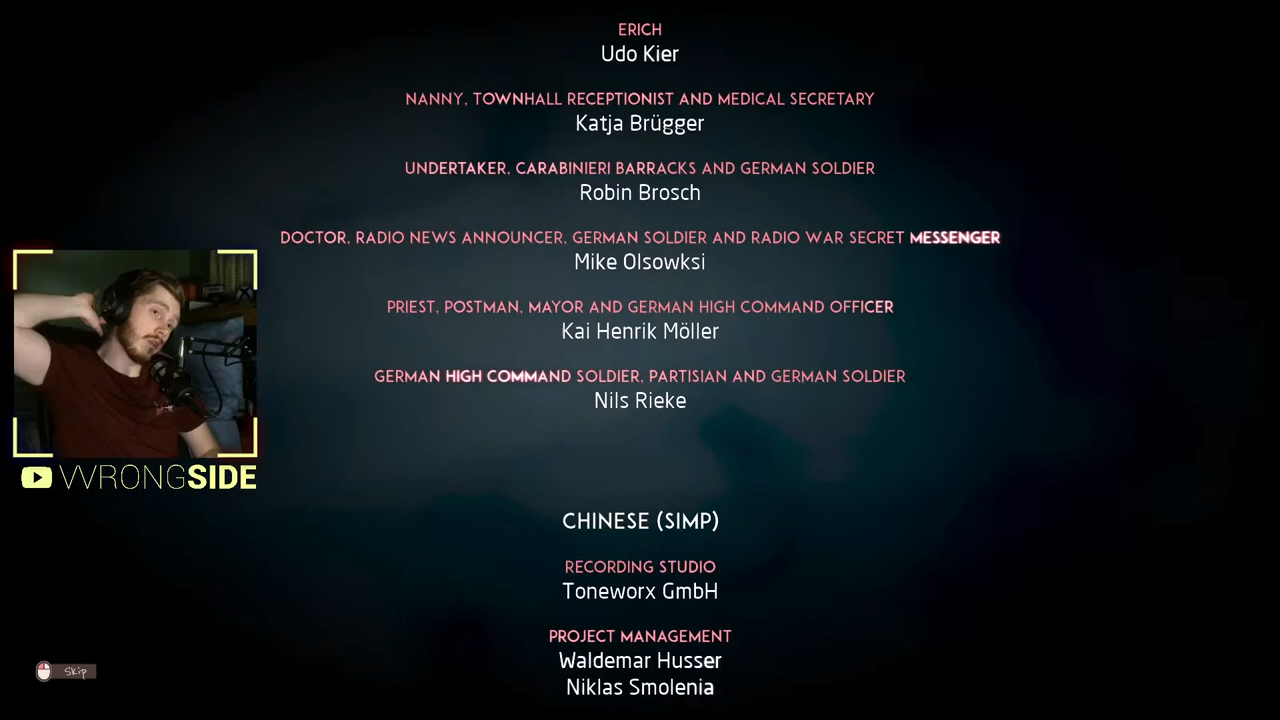 ERICH
Udo Kier
NANNY, TOWNHALL RECEPTIONIST AND MEDICAL SECRETARY
Katja Brügger
UNDERTAKER, CARABINIERI BARRACKS AND GERMAN SOLDIER
Robin Brosch
DOCTOR, RADIO NEWS ANNOUNCER, GERMAN SOLDIER AND RADIO WAR SECRET MESSENGER
Mike Olsowksi
PRIEST, POSTMAN, MAYOR AND GERMAN HIGH COMMAND OFFICER
Kai Henrik Möller
GERMAN HIGH COMMAND SOLDIER, PARTISIAN AND GERMAN SOLDIER
Nils Rieke
WRONGSIDE
CHINESE (SIMP)
RECORDING STUDIO
Toneworx GmbH
PROJECT MANAGEMENT
Waldemar Husser
Niklas Smolenia
Skip